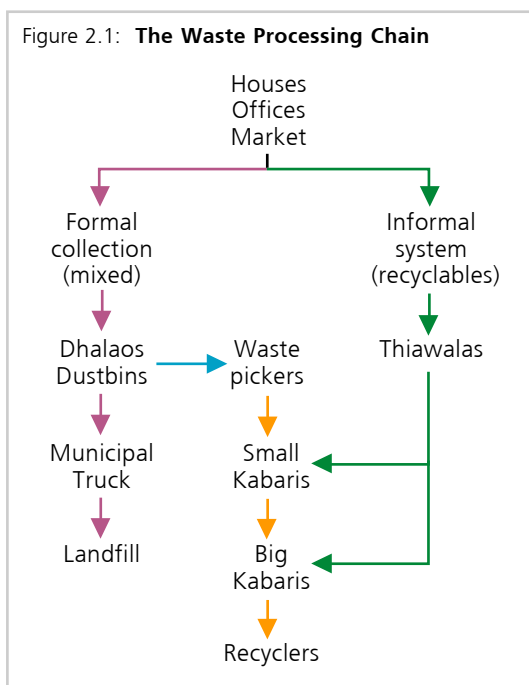 Figure 2.1: The Waste Processing Chain
Houses
Offices
Market
Formal
collection
(mixed)
Informal
system
(recyclables)
Dhalaos
Dustbins
Waste
pickers
Thiawalas
Municipal
Truck
Small
Kabaris
Landfill
Big
Kabaris
Recyclers